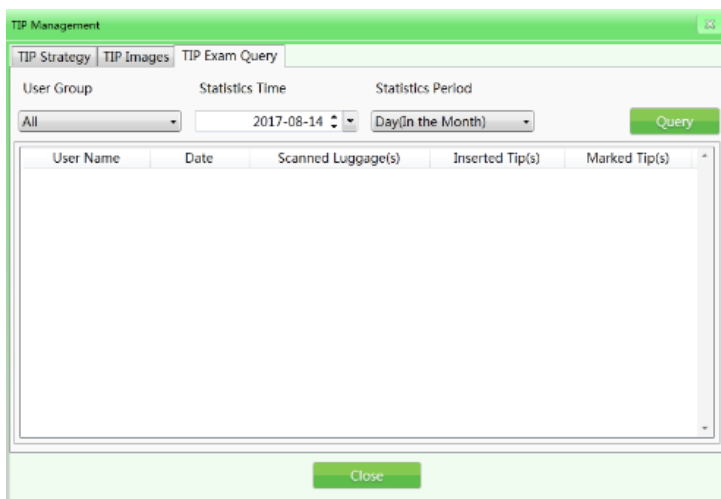 TIP Management
TIP Strategy TIP Images TIP Exam Query
User Group Statistics Time Statistics Period
All 2017-08-14 Day(In the Month) Query
User Name Date Scanned Luggage(s) Inserted Tip(s) Marked Tip(s)
Close